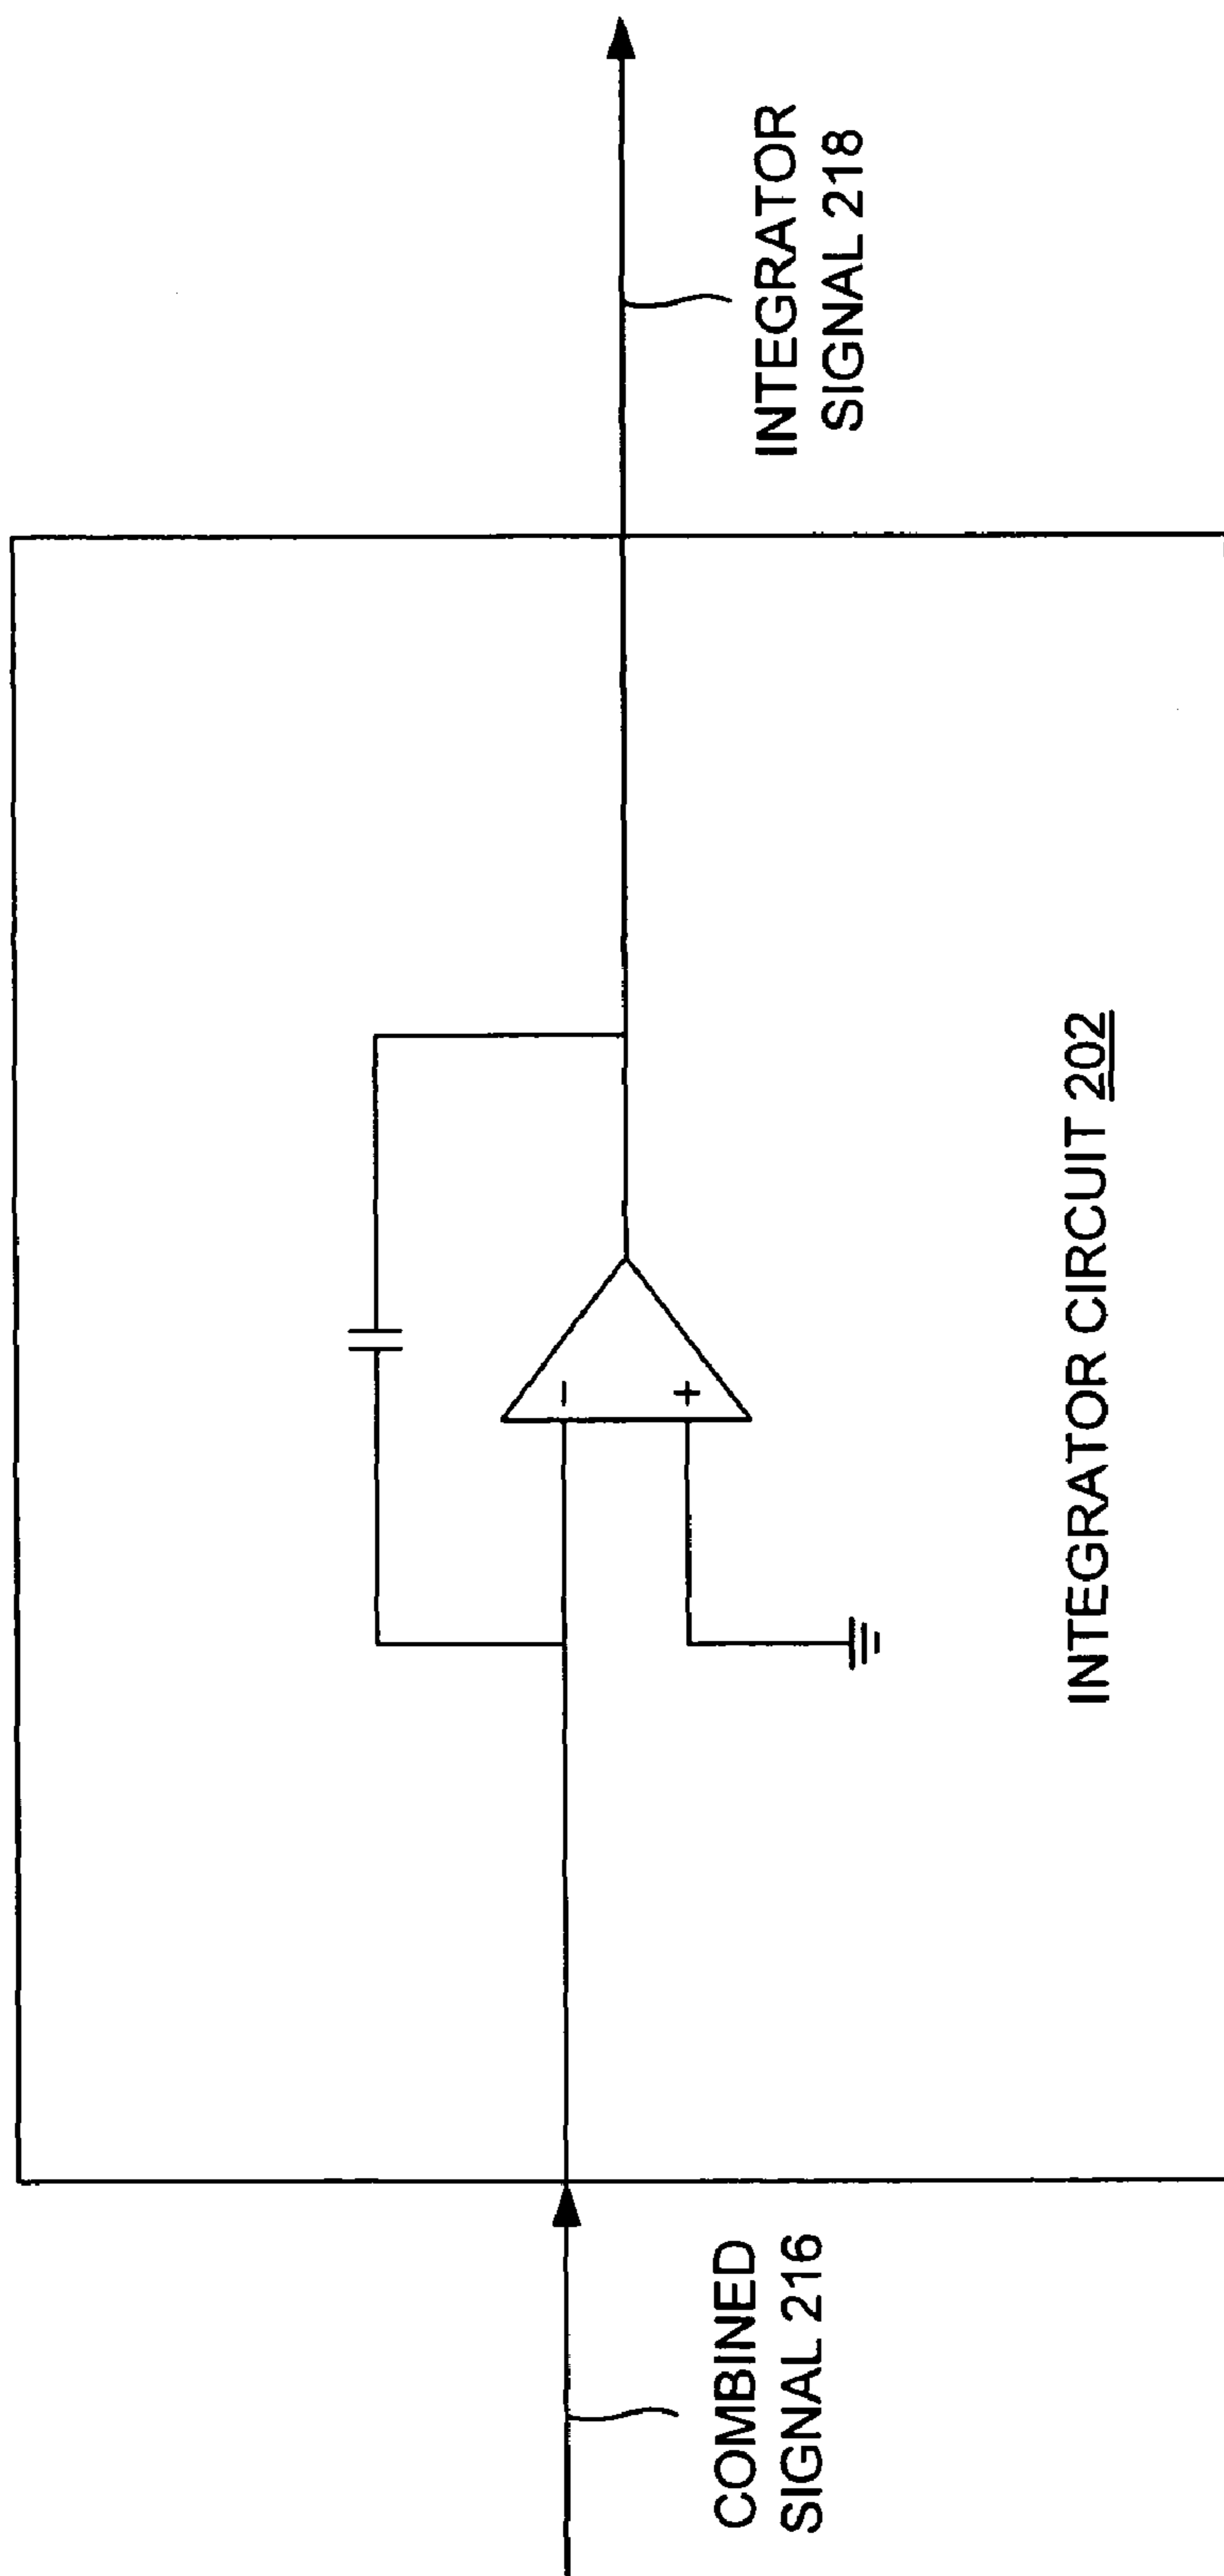 COMBINED
SIGNAL 216
-
+
INTEGRATOR CIRCUIT 202
INTEGRATOR
SIGNAL 218